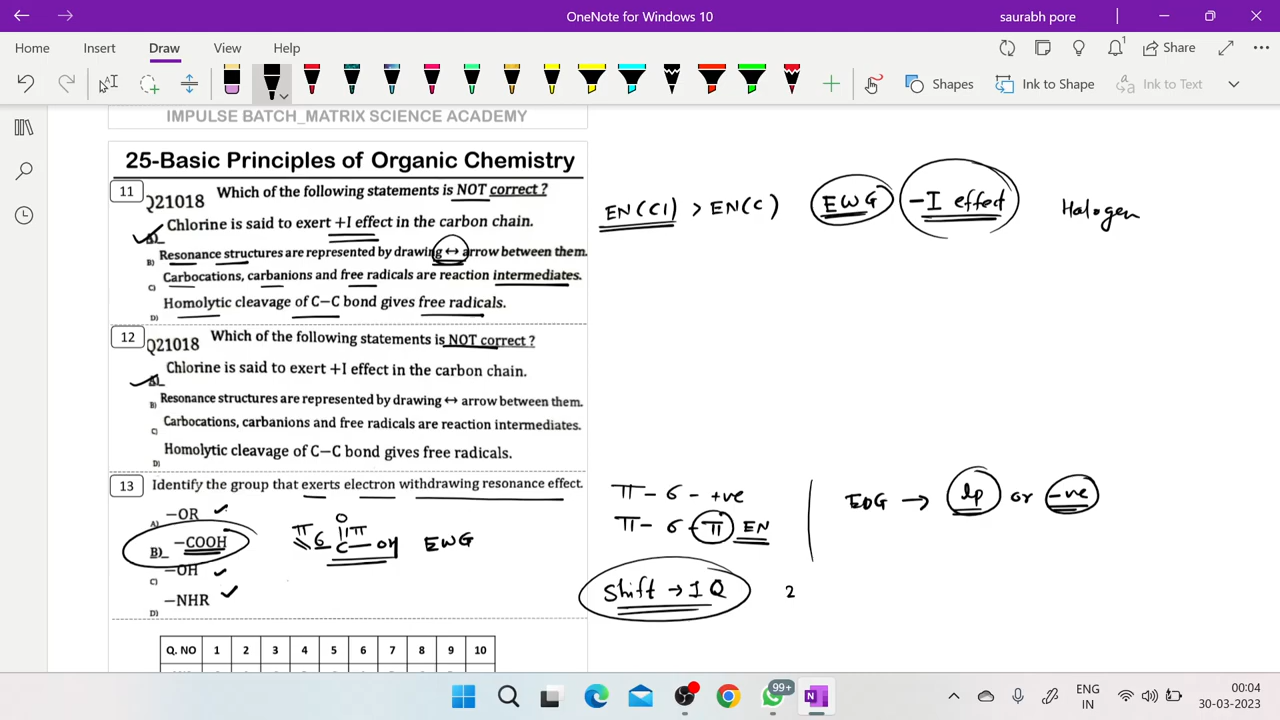 OneNote for Windows 10
saurabh pore
Home Insert Draw View Help
Share
Shapes
Ink to Shape
Ink to Text
IMPULSE BATCH_MATRIX SCIENCE ACADEMY
25-Basic Principles of Organic Chemistry
11 Q21018 Which of the following statements is NOT correct ?
A) Chlorine is said to exert +I effect in the carbon chain.
B) Resonance structures are represented by drawing ↔ arrow between them.
C) Carbocations, carbanions and free radicals are reaction intermediates.
D) Homolytic cleavage of C−C bond gives free radicals.
EN(Cl) > EN(C) EWG -I effect Halogen
12 Q21018 Which of the following statements is NOT correct ?
A) Chlorine is said to exert +I effect in the carbon chain.
B) Resonance structures are represented by drawing ↔ arrow between them.
C) Carbocations, carbanions and free radicals are reaction intermediates.
D) Homolytic cleavage of C−C bond gives free radicals.
13 Identify the group that exerts electron withdrawing resonance effect.
A) −OR
B) −COOH
C) −OH
D) −NHR
π σ O π
C − OH EWG
π - σ - +ve
π - σ - π EN
EDG → lp or -ve
Shift → 1 Q 2
Q. NO 1 2 3 4 5 6 7 8 9 10
99+
ENG
IN
00:04
30-03-2023